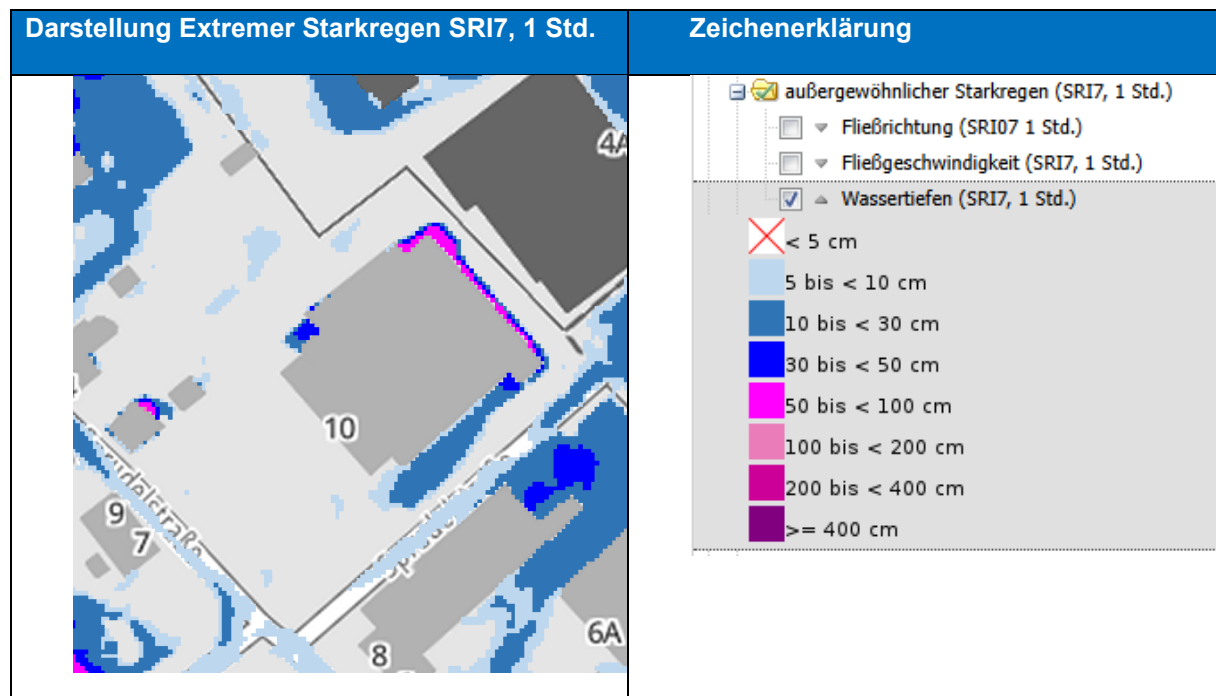 Darstellung Extremer Starkregen SRI7, 1 Std.
Zeichenerklärung
außergewöhnlicher Starkregen (SRI7, 1 Std.)
Fließrichtung (SRI07 1 Std.)
Fließgeschwindigkeit (SRI7, 1 Std.)
Wassertiefen (SRI7, 1 Std.)
< 5 cm
5 bis < 10 cm
10 bis < 30 cm
30 bis < 50 cm
50 bis < 100 cm
100 bis < 200 cm
200 bis < 400 cm
>= 400 cm
4A
10
9
7
8
6A